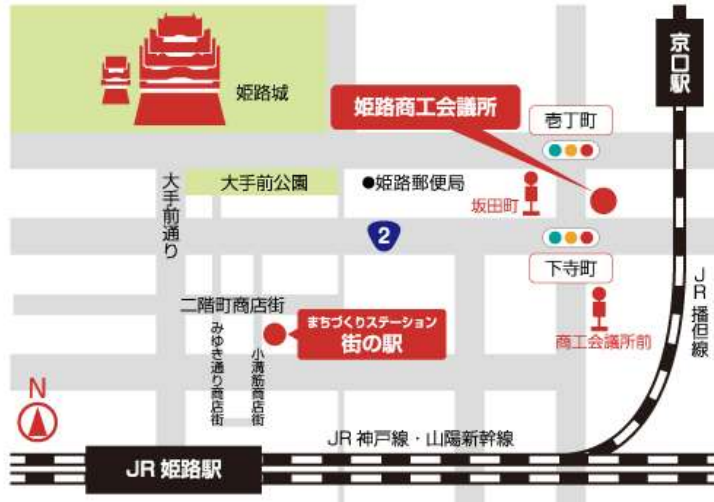 京口駅
姫路城
姫路商工会議所
壱丁町
大手前公園
●姫路郵便局
坂田町
大手前通り
2
下寺町
JR播但線
二階町商店街
まちづくりステーション
街の駅
みゆき通り商店街
小溝筋商店街
商工会議所前
N
JR神戸線・山陽新幹線
JR 姫路駅